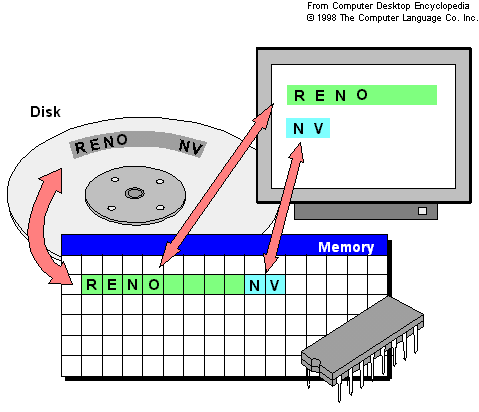 From Computer Desktop Encyclopedia
© 1998 The Computer Language Co. Inc.
RENO
NV
Disk
RENO NV
Memory
RENO NV